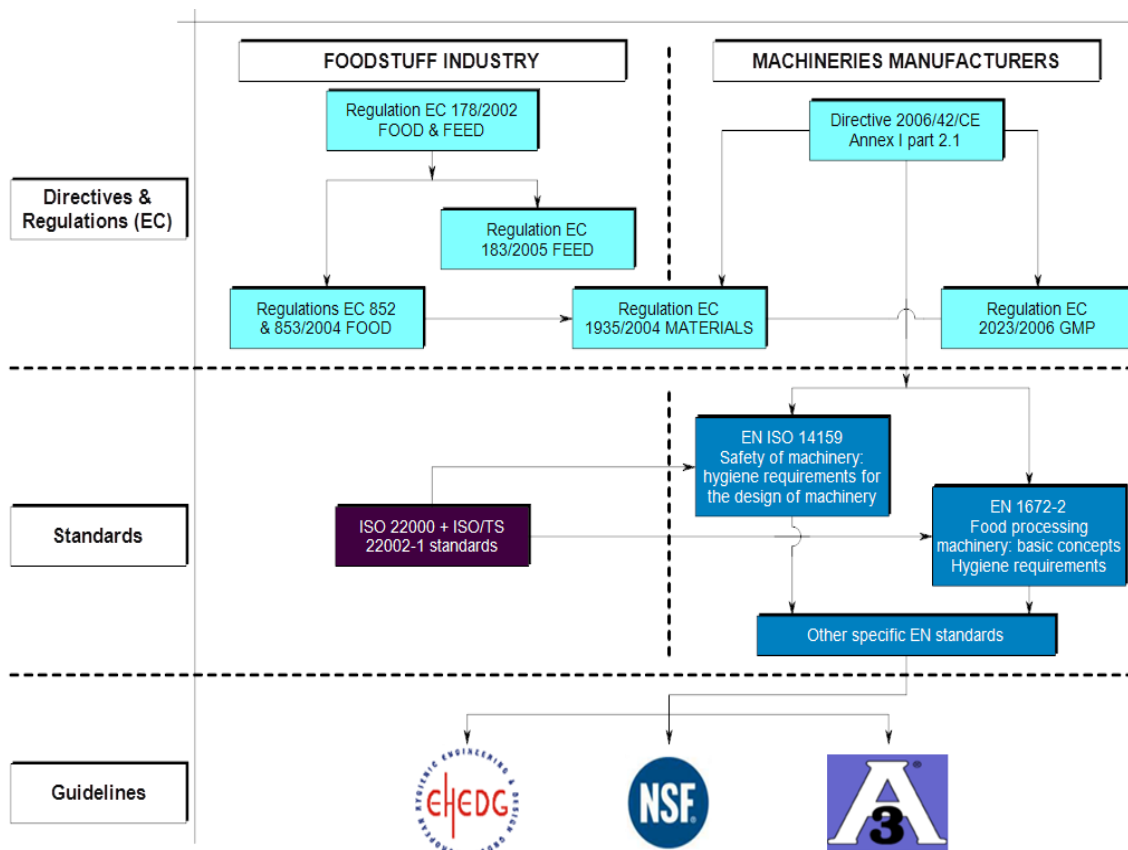 FOODSTUFF INDUSTRY
MACHINERIES MANUFACTURERS
Regulation EC 178/2002
FOOD & FEED
Directive 2006/42/CE
Annex I part 2.1
Directives &
Regulations (EC)
Regulation EC
183/2005 FEED
Regulations EC 852
& 853/2004 FOOD
Regulation EC
1935/2004 MATERIALS
Regulation EC
2023/2006 GMP
EN ISO 14159
Safety of machinery:
hygiene requirements for
the design of machinery
Standards
ISO 22000 + ISO/TS
22002-1 standards
EN 1672-2
Food processing
machinery: basic concepts
Hygiene requirements
Other specific EN standards
Guidelines
HYGIENIC ENGINEERING & DESIGN
EHEDG
NSF®
A®
3